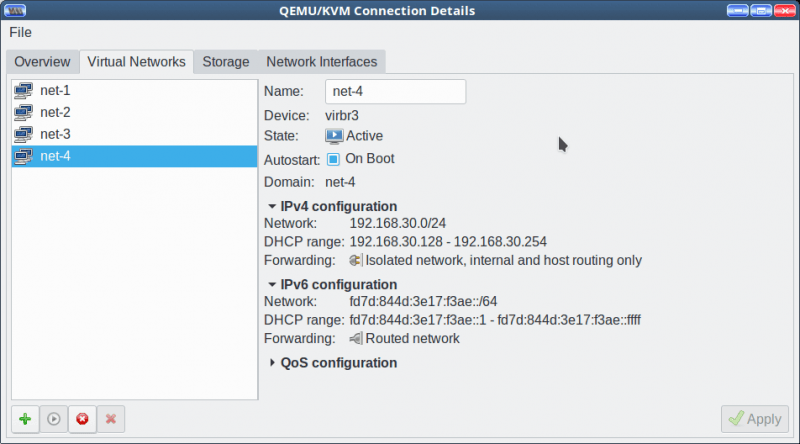 QEMU/KVM Connection Details
File
Overview Virtual Networks Storage Network Interfaces
net-1
net-2
net-3
net-4
Name: net-4
Device: virbr3
State: Active
Autostart: On Boot
Domain: net-4
IPv4 configuration
Network: 192.168.30.0/24
DHCP range: 192.168.30.128 - 192.168.30.254
Forwarding: Isolated network, internal and host routing only
IPv6 configuration
Network: fd7d:844d:3e17:f3ae::/64
DHCP range: fd7d:844d:3e17:f3ae::1 - fd7d:844d:3e17:f3ae::ffff
Forwarding: Routed network
QoS configuration
Apply